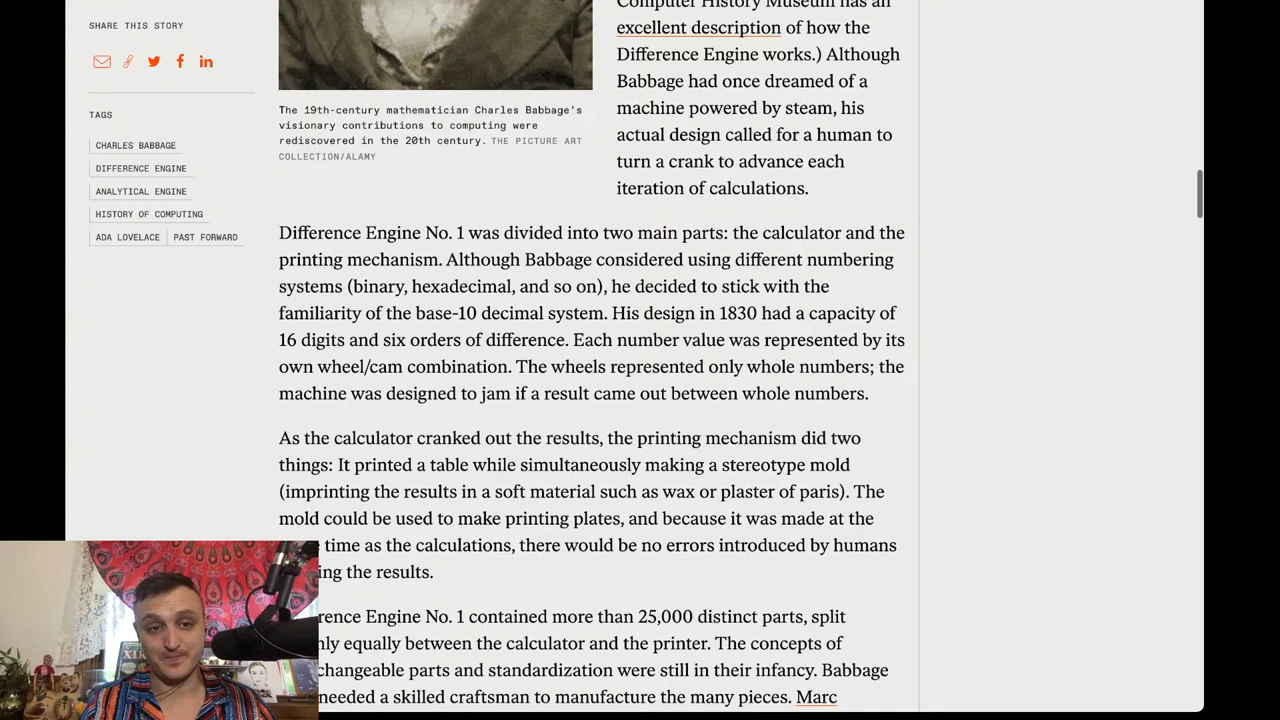 SHARE THIS STORY
TAGS
CHARLES BABBAGE
DIFFERENCE ENGINE
ANALYTICAL ENGINE
HISTORY OF COMPUTING
ADA LOVELACE
PAST FORWARD
The 19th-century mathematician Charles Babbage's
visionary contributions to computing were
rediscovered in the 20th century. THE PICTURE ART
COLLECTION/ALAMY
Computer History Museum has an
excellent description of how the
Difference Engine works.) Although
Babbage had once dreamed of a
machine powered by steam, his
actual design called for a human to
turn a crank to advance each
iteration of calculations.
Difference Engine No. 1 was divided into two main parts: the calculator and the
printing mechanism. Although Babbage considered using different numbering
systems (binary, hexadecimal, and so on), he decided to stick with the
familiarity of the base-10 decimal system. His design in 1830 had a capacity of
16 digits and six orders of difference. Each number value was represented by its
own wheel/cam combination. The wheels represented only whole numbers; the
machine was designed to jam if a result came out between whole numbers.
As the calculator cranked out the results, the printing mechanism did two
things: It printed a table while simultaneously making a stereotype mold
(imprinting the results in a soft material such as wax or plaster of paris). The
mold could be used to make printing plates, and because it was made at the
time as the calculations, there would be no errors introduced by humans
the results.
Engine No. 1 contained more than 25,000 distinct parts, split
equally between the calculator and the printer. The concepts of
parts and standardization were still in their infancy. Babbage
needed a skilled craftsman to manufacture the many pieces. Marc